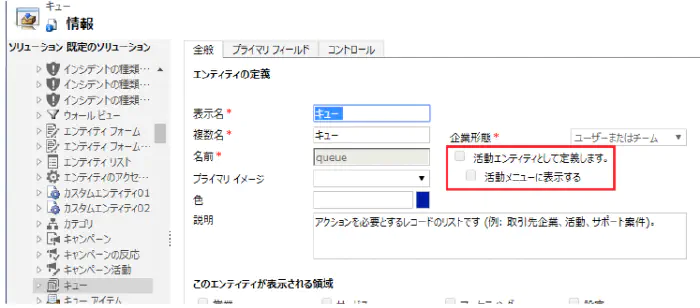 キュー
情報
ソリューション 既定のソリューション
インシデントの種類…
インシデントの種類…
インシデントの種類…
ウォール ビュー
エンティティ フォーム
エンティティ フォーム…
エンティティ リスト
エンティティのアクセ…
カスタムエンティティ01
カスタムエンティティ02
カテゴリ
キャンペーン
キャンペーンの反応
キャンペーン活動
キュー
キュー アイテム
全般 プライマリ フィールド コントロール
エンティティの定義
表示名* キュー
複数名* キュー 企業形態* ユーザーまたはチーム
名前* queue 活動エンティティとして定義します。
活動メニューに表示する
プライマリ イメージ
色
説明 アクションを必要とするレコードのリストです (例: 取引先企業、活動、サポート案件)。
このエンティティが表示される領域